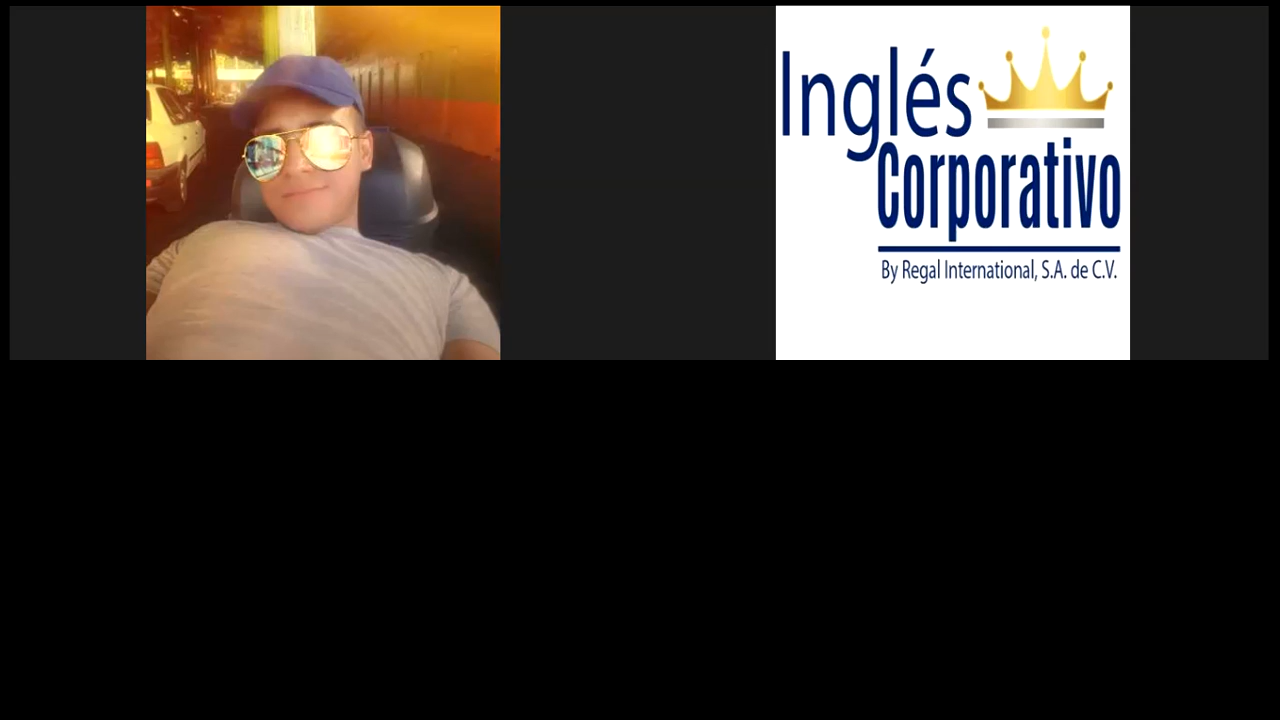 Inglés
Corporativo
By Regal International, S.A. de C.V.